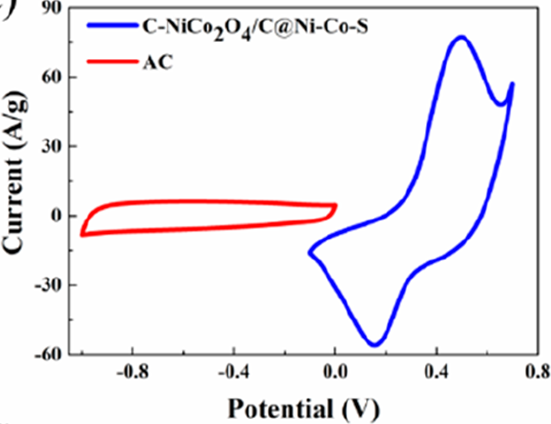 )
C-NiCo2O4/C@Ni-Co-S
AC
Current (A/g)
90
60
30
0
-30
-60
-0.8 -0.4 0.0 0.4 0.8
Potential (V)